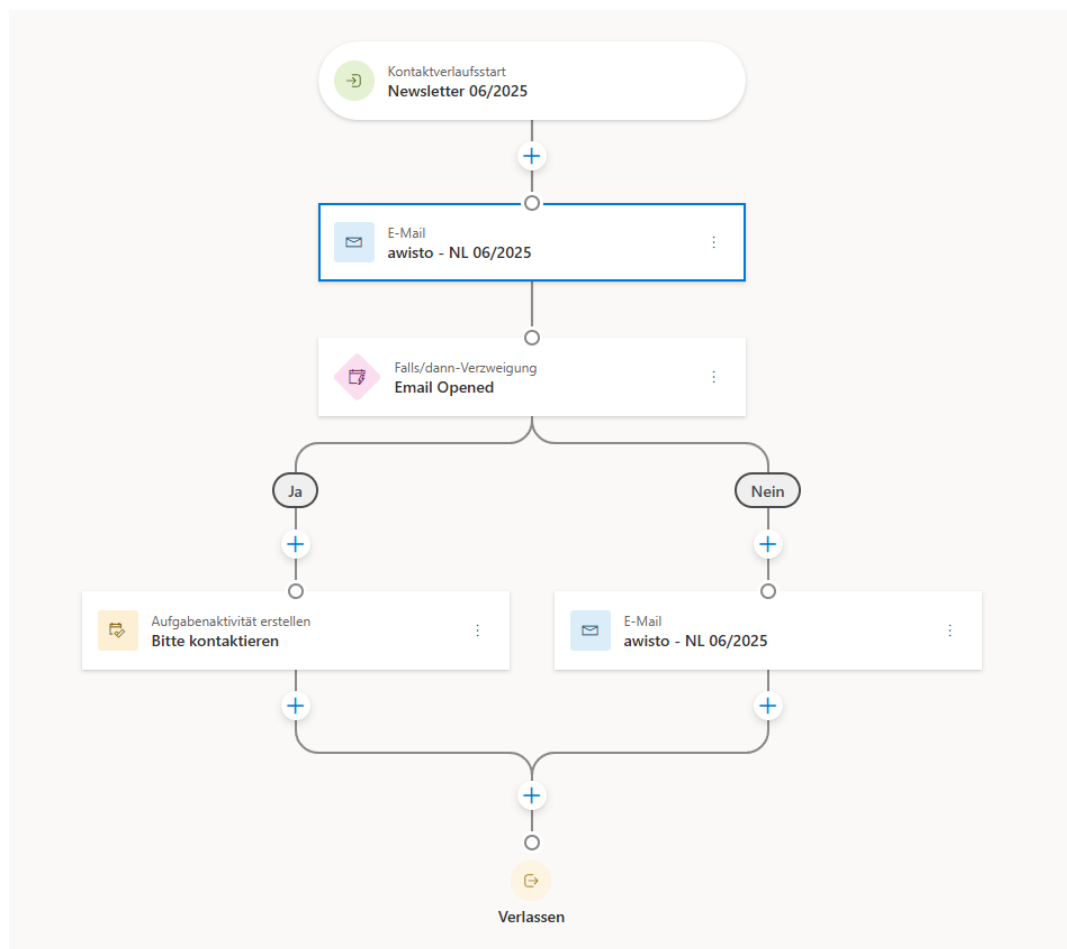 Kontaktverlaufsstart
Newsletter 06/2025
E-Mail
awisto - NL 06/2025
Falls/dann-Verzweigung
Email Opened
Ja
Nein
Aufgabenaktivität erstellen
Bitte kontaktieren
E-Mail
awisto - NL 06/2025
Verlassen